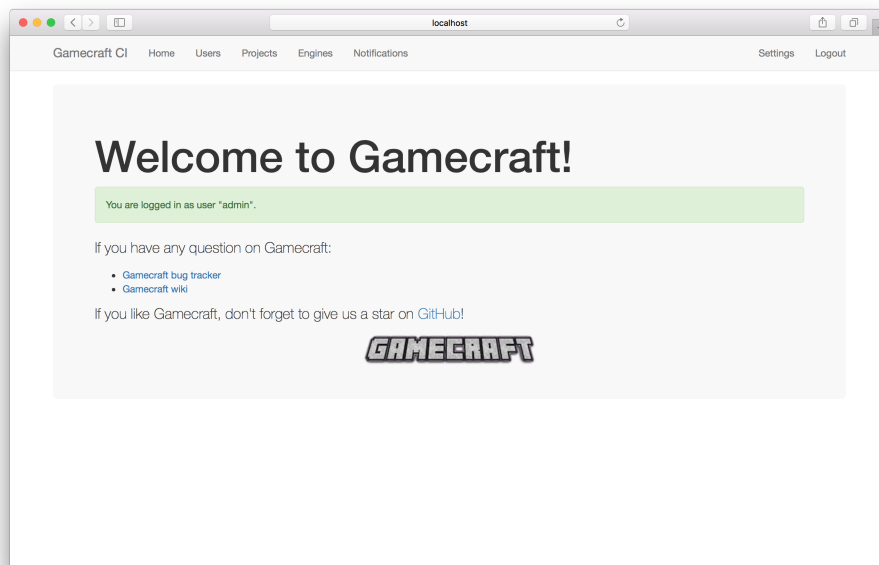 localhost
Gamecraft CI Home Users Projects Engines Notifications Settings Logout
Welcome to Gamecraft!
You are logged in as user "admin".
If you have any question on Gamecraft:
Gamecraft bug tracker
Gamecraft wiki
If you like Gamecraft, don't forget to give us a star on GitHub!
GAMECRAFT